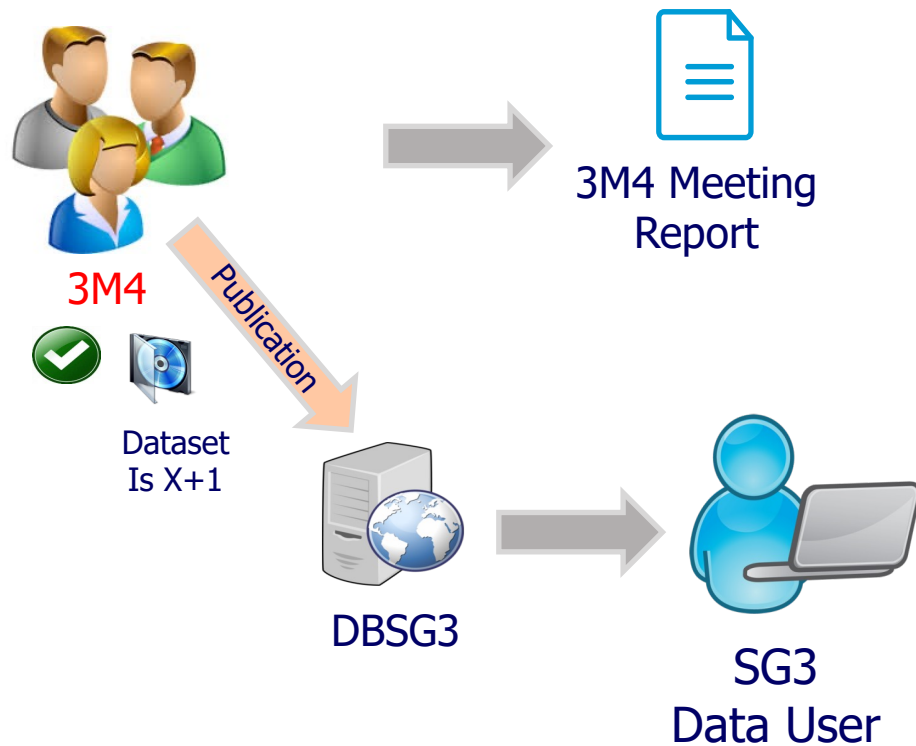 3M4 Meeting
Report
3M4
Publication
Dataset
Is X+1
DBSG3
SG3
Data User